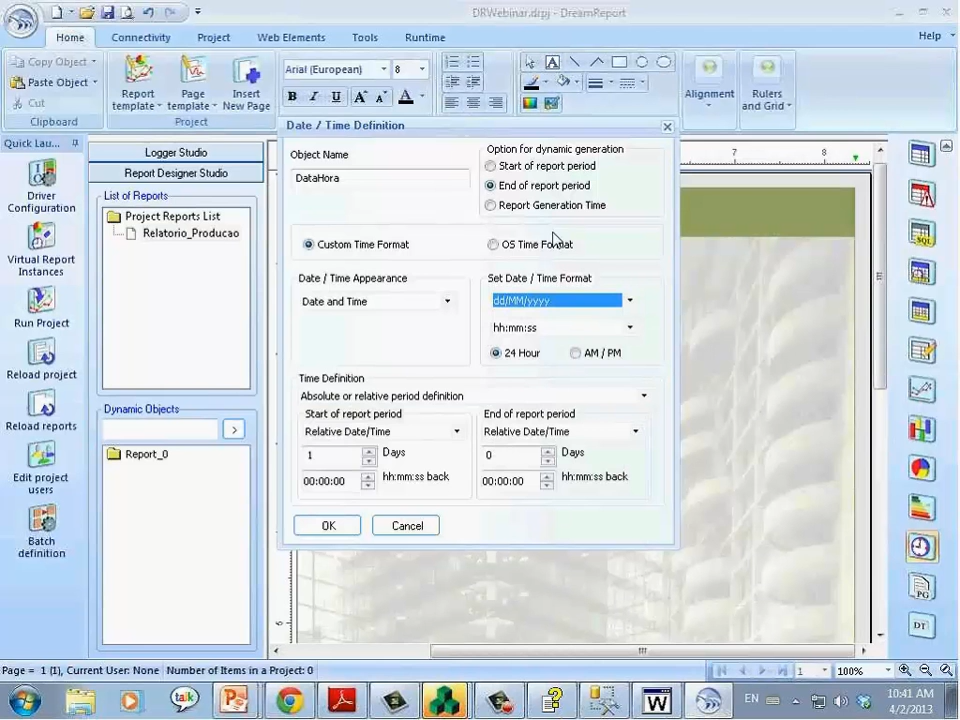 DRWebinar.drpj - DreamReport
Home Connectivity Project Web Elements Tools Runtime Help
Copy Object
Paste Object
Cut
Clipboard
Report template
Page template
Insert New Page
Project
Arial (European) 8
B I U A A A
Alignment
Rulers and Grid
Quick Lau...
Driver Configuration
Virtual Report Instances
Run Project
Reload project
Reload reports
Edit project users
Batch definition
Logger Studio
Report Designer Studio
List of Reports
Project Reports List
Relatorio_Producao
Dynamic Objects
>
Report_0
Date / Time Definition
Object Name
DataHora
Option for dynamic generation
Start of report period
End of report period
Report Generation Time
Custom Time Format
OS Time Format
Date / Time Appearance
Date and Time
Set Date / Time Format
dd/MM/yyyy
hh:mm:ss
24 Hour AM / PM
Time Definition
Absolute or relative period definition
Start of report period
Relative Date/Time
1 Days
00:00:00 hh:mm:ss back
End of report period
Relative Date/Time
0 Days
00:00:00 hh:mm:ss back
OK Cancel
7 8
SQL
PG
DT
Page = 1 (1), Current User: None Number of Items in a Project: 0
1 100%
talk
EN
10:41 AM
4/2/2013